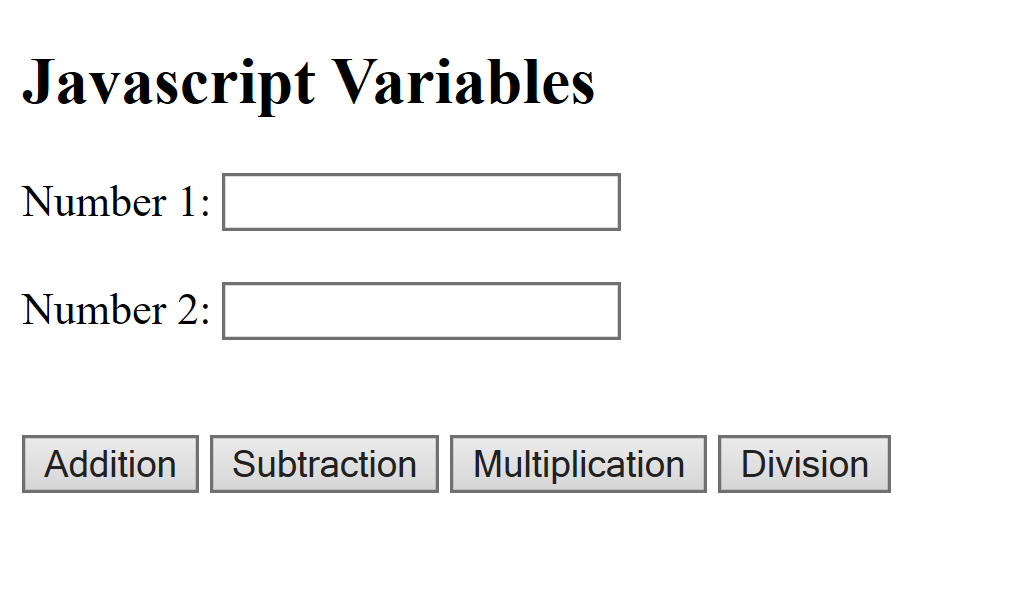 Javascript Variables
Number 1:
Number 2:
Addition Subtraction Multiplication Division